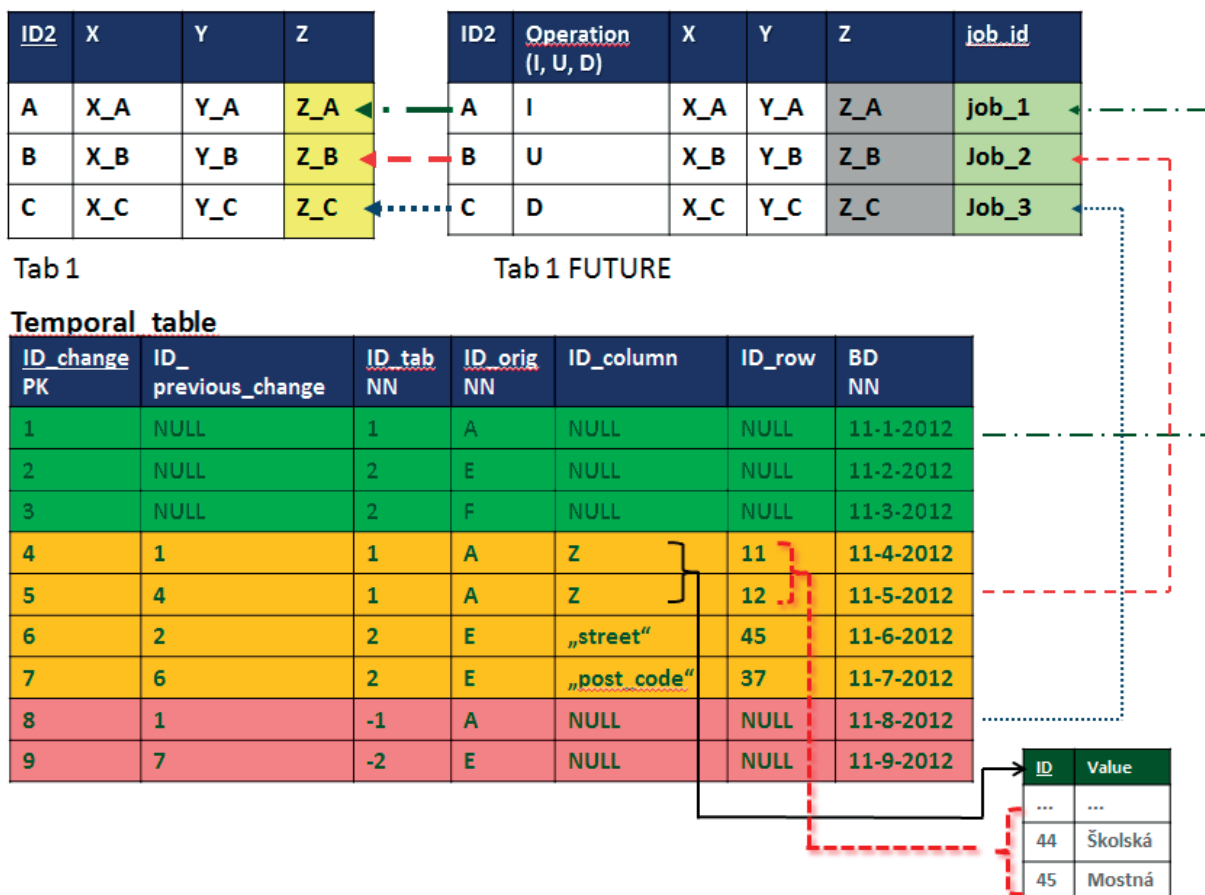 ID2 X Y Z
A X_A Y_A Z_A
B X_B Y_B Z_B
C X_C Y_C Z_C
Tab 1
ID2 Operation (I, U, D) X Y Z job_id
A I X_A Y_A Z_A job_1
B U X_B Y_B Z_B Job_2
C D X_C Y_C Z_C Job_3
Tab 1 FUTURE
Temporal_table
ID_change PK ID_ previous_change ID_tab NN ID_orig NN ID_column ID_row BD NN
1 NULL 1 A NULL NULL 11-1-2012
2 NULL 2 E NULL NULL 11-2-2012
3 NULL 2 F NULL NULL 11-3-2012
4 1 1 A Z 11 11-4-2012
5 4 1 A Z 12 11-5-2012
6 2 2 E „street“ 45 11-6-2012
7 6 2 E „post_code“ 37 11-7-2012
8 1 -1 A NULL NULL 11-8-2012
9 7 -2 E NULL NULL 11-9-2012
ID Value
... ...
44 Školská
45 Mostná